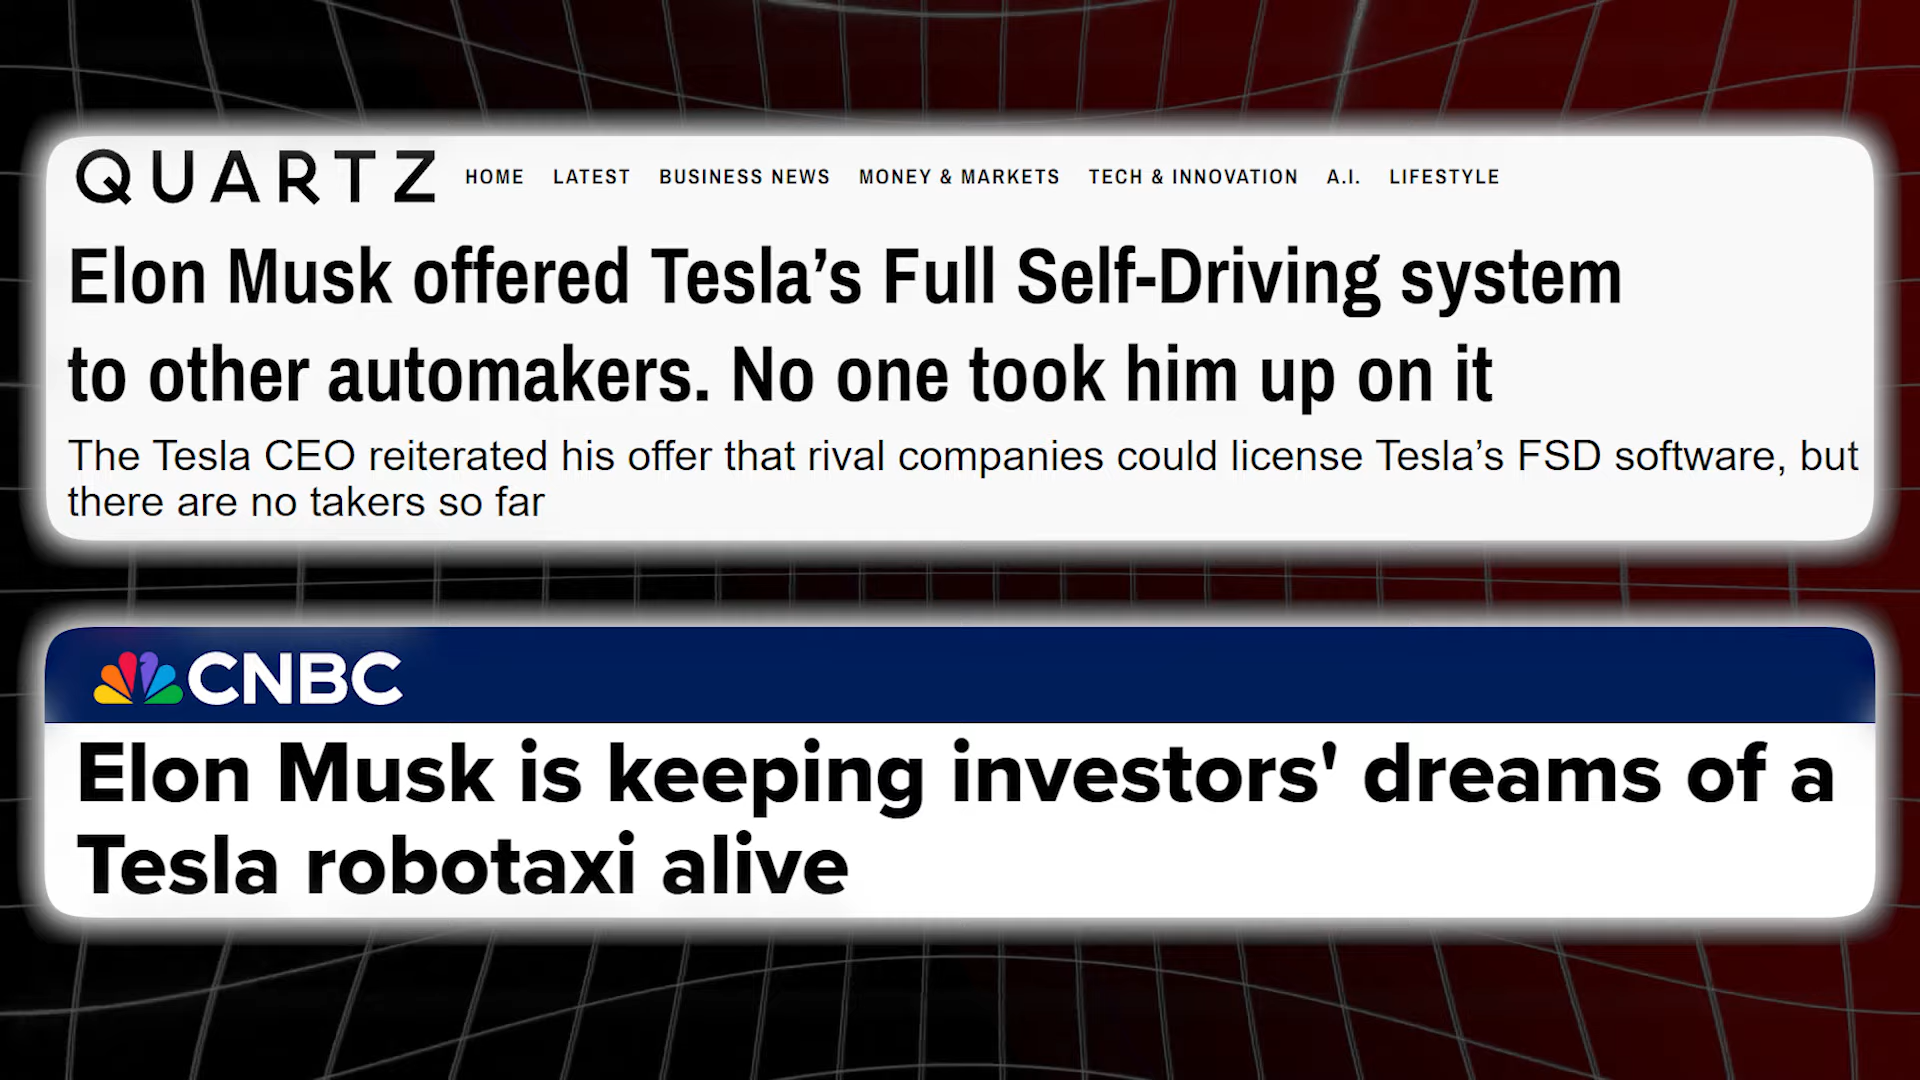 QUARTZ HOME LATEST BUSINESS NEWS MONEY & MARKETS TECH & INNOVATION A.I. LIFESTYLE
Elon Musk offered Tesla’s Full Self-Driving system
to other automakers. No one took him up on it
The Tesla CEO reiterated his offer that rival companies could license Tesla’s FSD software, but
there are no takers so far
CNBC
Elon Musk is keeping investors' dreams of a
Tesla robotaxi alive